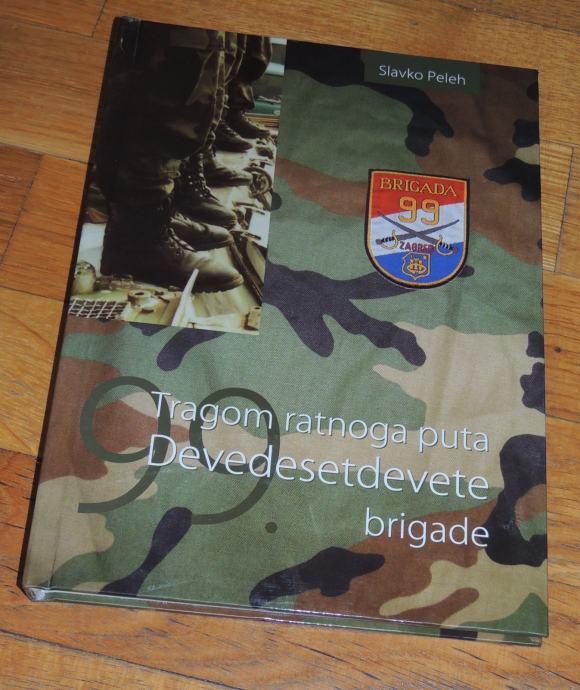 Slavko Peleh
BRIGADA
99
ZAGREB
99.
Tragom ratnoga puta
Devedesetdevete
brigade